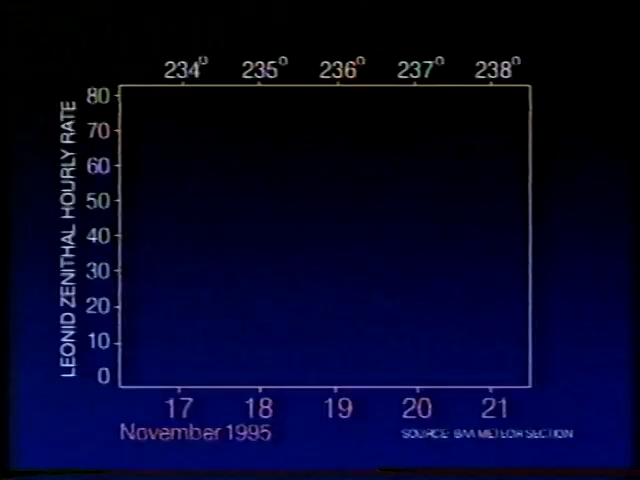 234° 235° 236° 237° 238°
LEONID ZENITHAL HOURLY RATE
80
70
60
50
40
30
20
10
0
17 18 19 20 21
November 1995
SOURCE: BAA METEOR SECTION